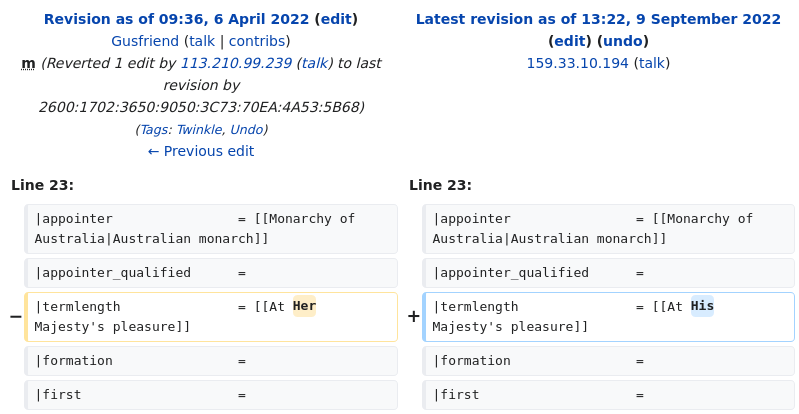 Revision as of 09:36, 6 April 2022 (edit)
Gusfriend (talk | contribs)
m (Reverted 1 edit by 113.210.99.239 (talk) to last
revision by
2600:1702:3650:9050:3C73:70EA:4A53:5B68)
(Tags: Twinkle, Undo)
← Previous edit
Latest revision as of 13:22, 9 September 2022
(edit) (undo)
159.33.10.194 (talk)
Line 23:
Line 23:
|appointer                = [[Monarchy of
Australia|Australian monarch]]
|appointer                = [[Monarchy of
Australia|Australian monarch]]
|appointer_qualified      =
|appointer_qualified      =
− |termlength               = [[At Her
Majesty's pleasure]]
+ |termlength               = [[At His
Majesty's pleasure]]
|formation                =
|formation                =
|first                    =
|first                    =